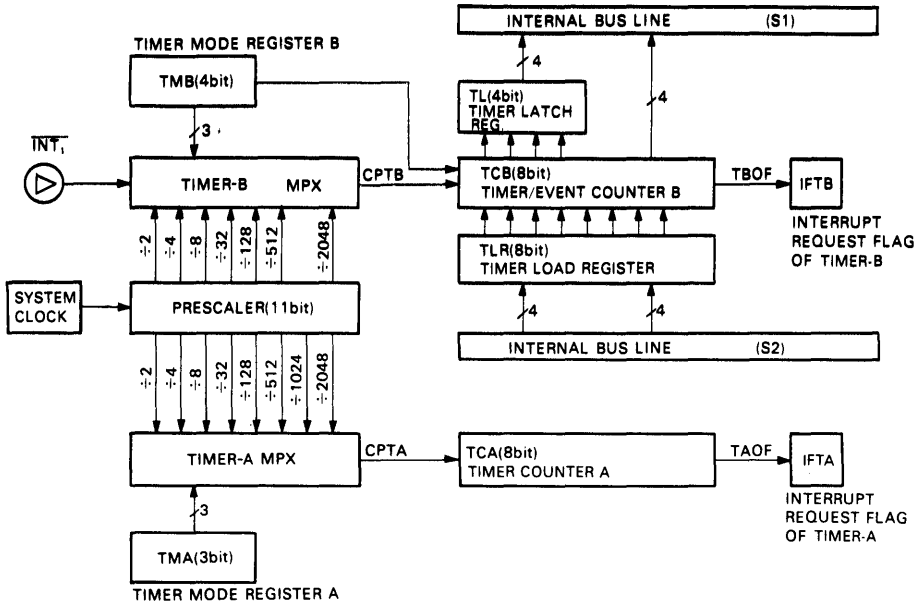 INTERNAL BUS LINE (S1)
TIMER MODE REGISTER B
TMB(4bit)
4
TL(4bit)
TIMER LATCH
REG.
4
3
INT₁
TIMER-B MPX
CPTB
TCB(8bit)
TIMER/EVENT COUNTER B
TBOF
IFTB
INTERRUPT
REQUEST FLAG
OF TIMER-B
÷2
÷4
÷8
÷32
÷128
÷512
÷2048
TLR(8bit)
TIMER LOAD REGISTER
SYSTEM
CLOCK
PRESCALER(11bit)
4
4
INTERNAL BUS LINE (S2)
÷2
÷4
÷8
÷32
÷128
÷512
÷1024
÷2048
TIMER-A MPX
CPTA
TCA(8bit)
TIMER COUNTER A
TAOF
IFTA
INTERRUPT
REQUEST FLAG
OF TIMER-A
3
TMA(3bit)
TIMER MODE REGISTER A